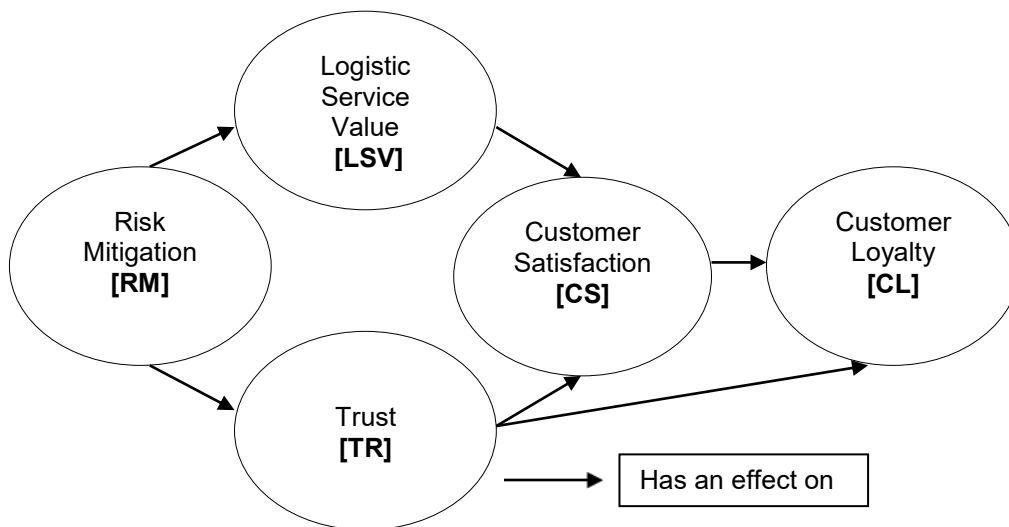 Logistic
Service
Value
[LSV]
Risk
Mitigation
[RM]
Customer
Satisfaction
[CS]
Customer
Loyalty
[CL]
Trust
[TR]
Has an effect on